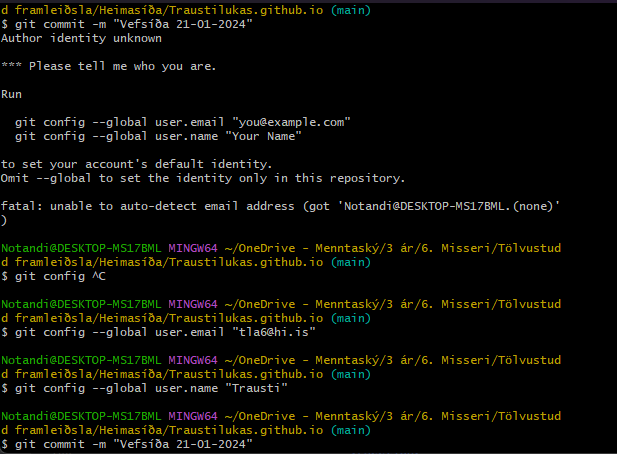 d framleiðsla/Heimasíða/Traustilukas.github.io (main)
$ git commit -m "Vefsíða 21-01-2024"
Author identity unknown
*** Please tell me who you are.
Run
git config --global user.email "you@example.com"
git config --global user.name "Your Name"
to set your account's default identity.
Omit --global to set the identity only in this repository.
fatal: unable to auto-detect email address (got 'Notandi@DESKTOP-MS17BML.(none)'
)
Notandi@DESKTOP-MS17BML MINGW64 ~/OneDrive - Menntaský/3 ár/6. Misseri/Tölvustud
d framleiðsla/Heimasíða/Traustilukas.github.io (main)
$ git config ^C
Notandi@DESKTOP-MS17BML MINGW64 ~/OneDrive - Menntaský/3 ár/6. Misseri/Tölvustud
d framleiðsla/Heimasíða/Traustilukas.github.io (main)
$ git config --global user.email "tla6@hi.is"
Notandi@DESKTOP-MS17BML MINGW64 ~/OneDrive - Menntaský/3 ár/6. Misseri/Tölvustud
d framleiðsla/Heimasíða/Traustilukas.github.io (main)
$ git config --global user.name "Trausti"
Notandi@DESKTOP-MS17BML MINGW64 ~/OneDrive - Menntaský/3 ár/6. Misseri/Tölvustud
d framleiðsla/Heimasíða/Traustilukas.github.io (main)
$ git commit -m "Vefsíða 21-01-2024"